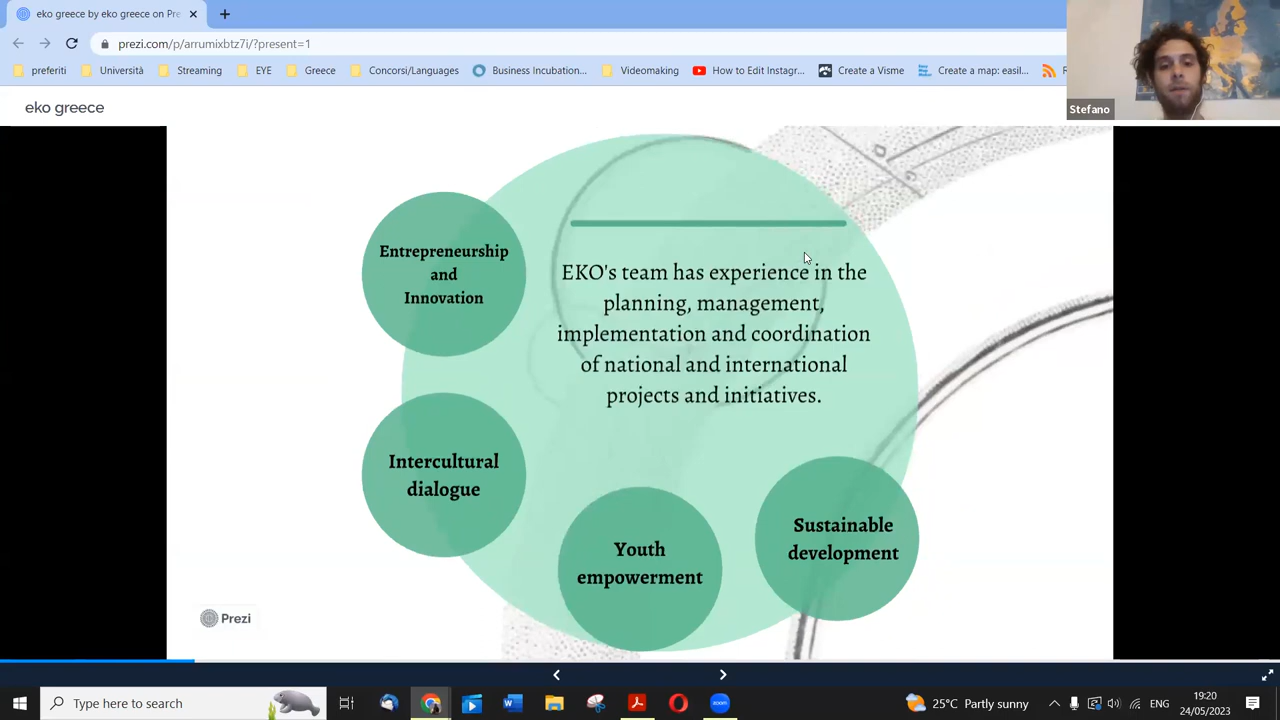 eko greece by eko greece on Pr
prezi.com/p/arrumixbtz7i/?present=1
preferiti
Università
Streaming
EYE
Greece
Concorsi/Languages
Business Incubation...
Videomaking
How to Edit Instagr...
Create a Visme
Create a map: easil...
Stefano
eko greece
Entrepreneurship
and
Innovation
EKO's team has experience in the
planning, management,
implementation and coordination
of national and international
projects and initiatives.
Intercultural
dialogue
Youth
empowerment
Sustainable
development
Prezi
Type here to search
zoom
25°C Partly sunny
ENG
19:20
24/05/2023